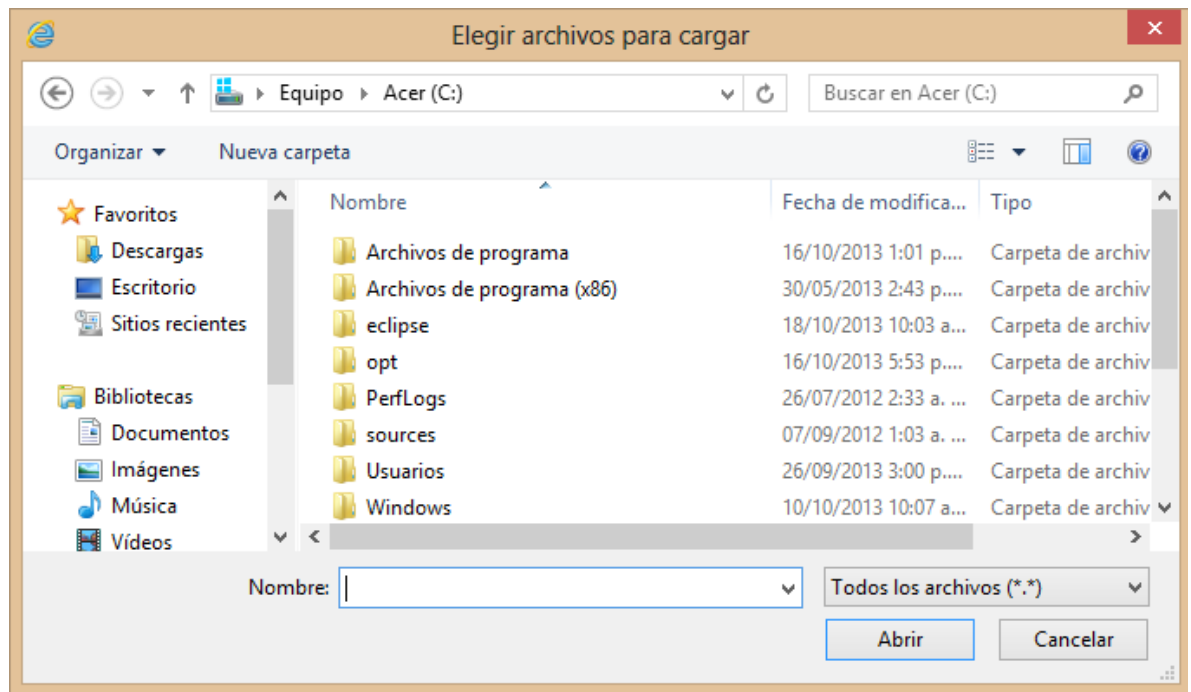 Elegir archivos para cargar
Equipo Acer (C:) Buscar en Acer (C:)
Organizar Nueva carpeta
Nombre Fecha de modifica... Tipo
Favoritos
Descargas
Escritorio
Sitios recientes
Bibliotecas
Documentos
Imágenes
Música
Vídeos
Archivos de programa 16/10/2013 1:01 p.... Carpeta de archiv
Archivos de programa (x86) 30/05/2013 2:43 p.... Carpeta de archiv
eclipse 18/10/2013 10:03 a... Carpeta de archiv
opt 16/10/2013 5:53 p.... Carpeta de archiv
PerfLogs 26/07/2012 2:33 a. ... Carpeta de archiv
sources 07/09/2012 1:03 a. ... Carpeta de archiv
Usuarios 26/09/2013 3:00 p.... Carpeta de archiv
Windows 10/10/2013 10:07 a... Carpeta de archiv
Nombre: Todos los archivos (*.*)
Abrir Cancelar